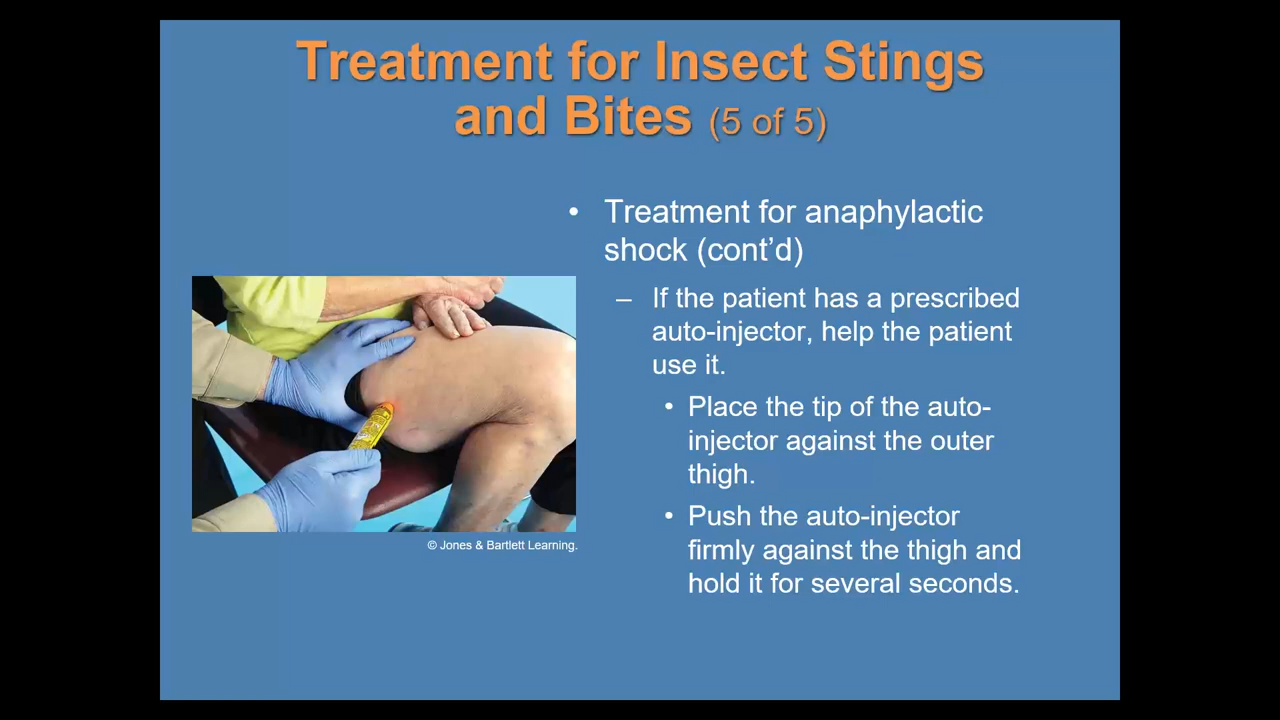 Treatment for Insect Stings
and Bites (5 of 5)
• Treatment for anaphylactic
shock (cont’d)
– If the patient has a prescribed
auto-injector, help the patient
use it.
• Place the tip of the auto-
injector against the outer
thigh.
• Push the auto-injector
firmly against the thigh and
hold it for several seconds.
© Jones & Bartlett Learning.